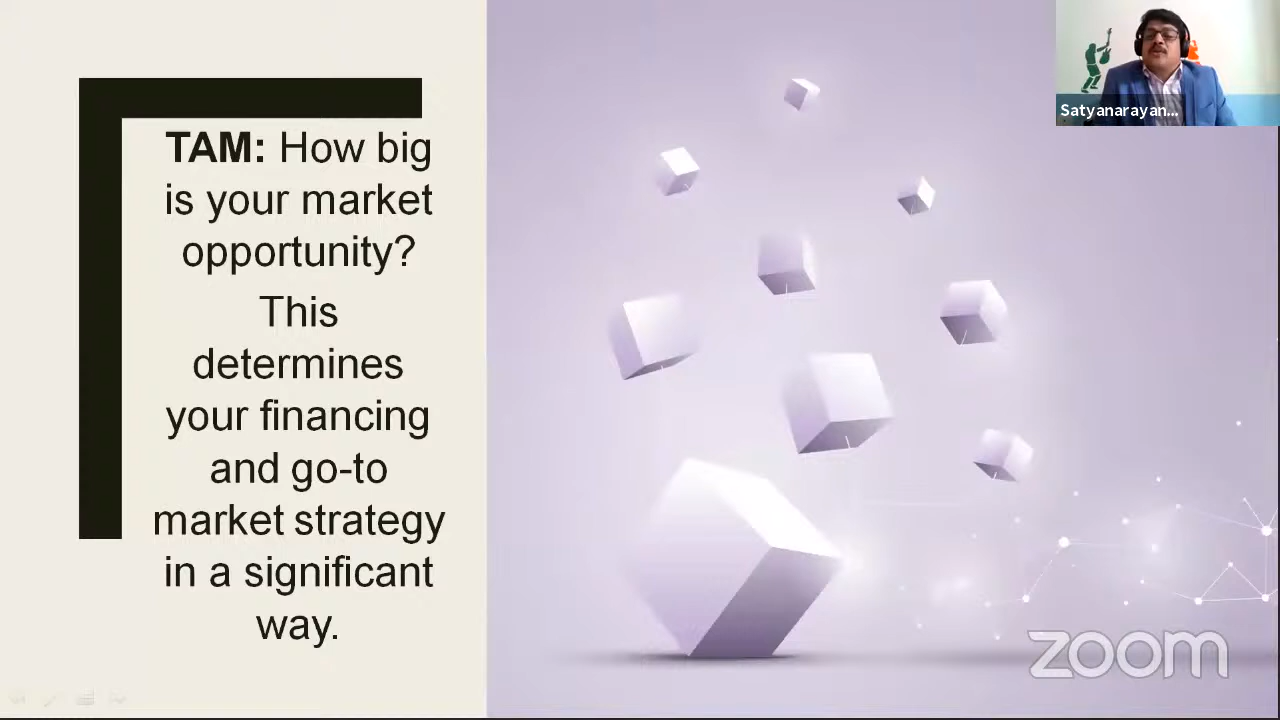 TAM: How big
is your market
opportunity?
This
determines
your financing
and go-to
market strategy
in a significant
way.
Satyanarayan...
zoom